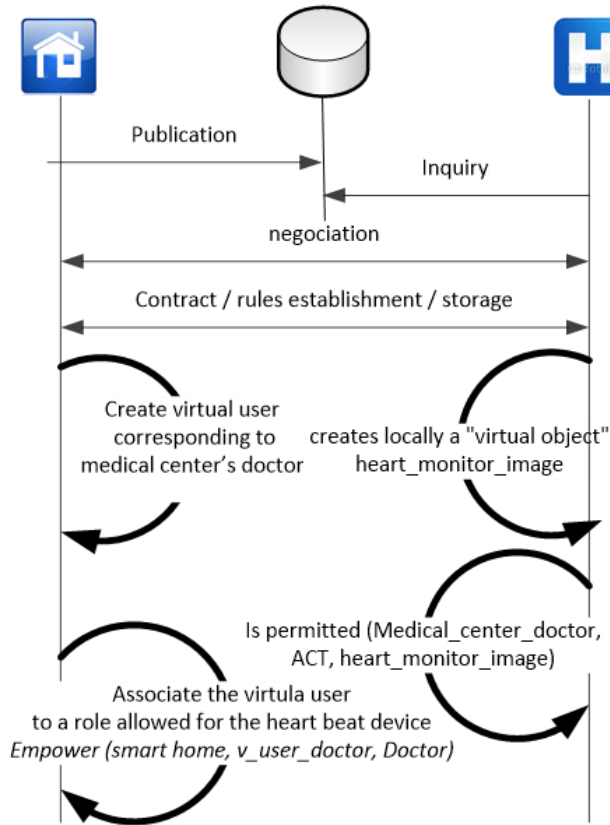 H
Publication
Inquiry
negociation
Contract / rules establishment / storage
Create virtual user
corresponding to
medical center's doctor
creates locally a "virtual object"
heart_monitor_image
Is permitted (Medical_center_doctor,
ACT, heart_monitor_image)
Associate the virtula user
to a role allowed for the heart beat device
Empower (smart home, v_user_doctor, Doctor)